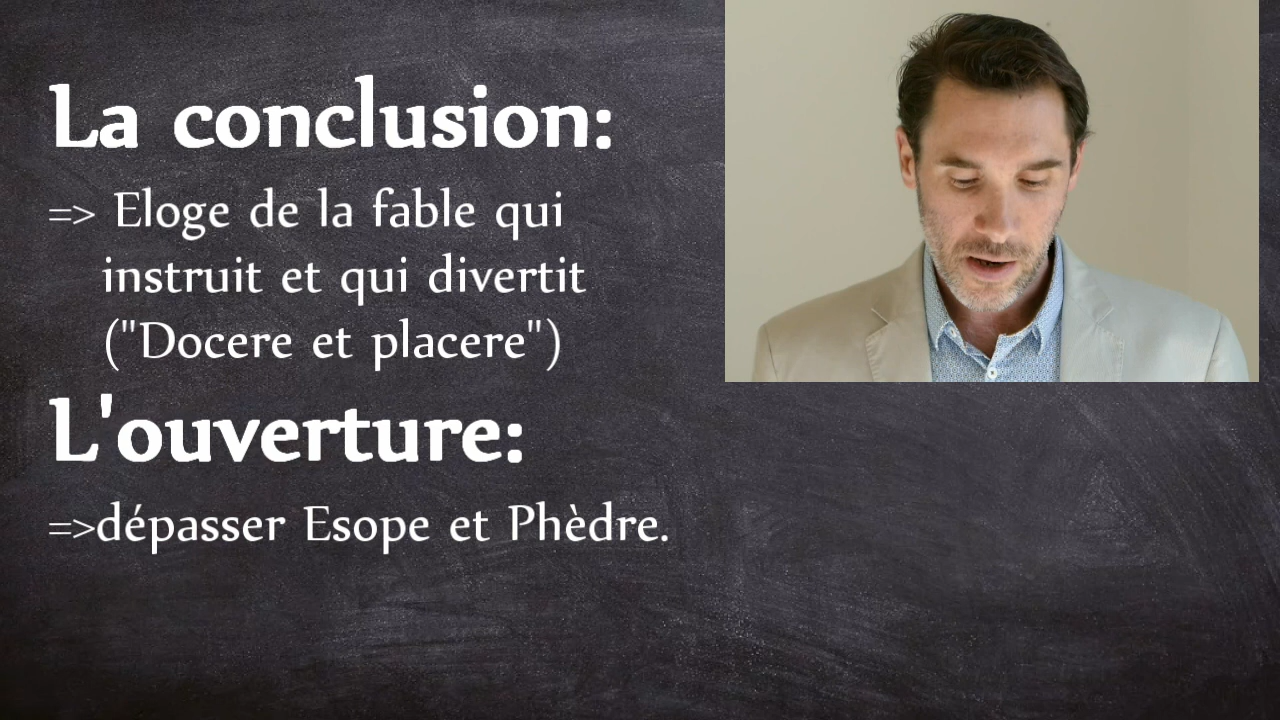 La conclusion:
=> Eloge de la fable qui
instruit et qui divertit
("Docere et placere")
L'ouverture:
=>dépasser Esope et Phèdre.